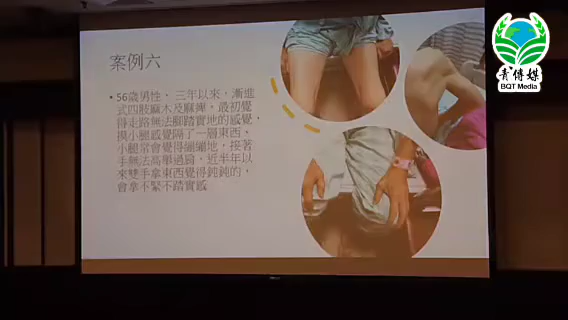 案例六
• 56歲男性、三年以來，漸進
式四肢麻木及麻痺，最初覺
得走路無法腳踏實地的感覺，
摸小腿感覺隔了一層東西，
小腿常會覺得繃繃地，接著
手無法高舉過肩，近半年以
來雙手拿東西覺得鈍鈍的，
會拿不緊不踏實感
青傳媒
BQT Media